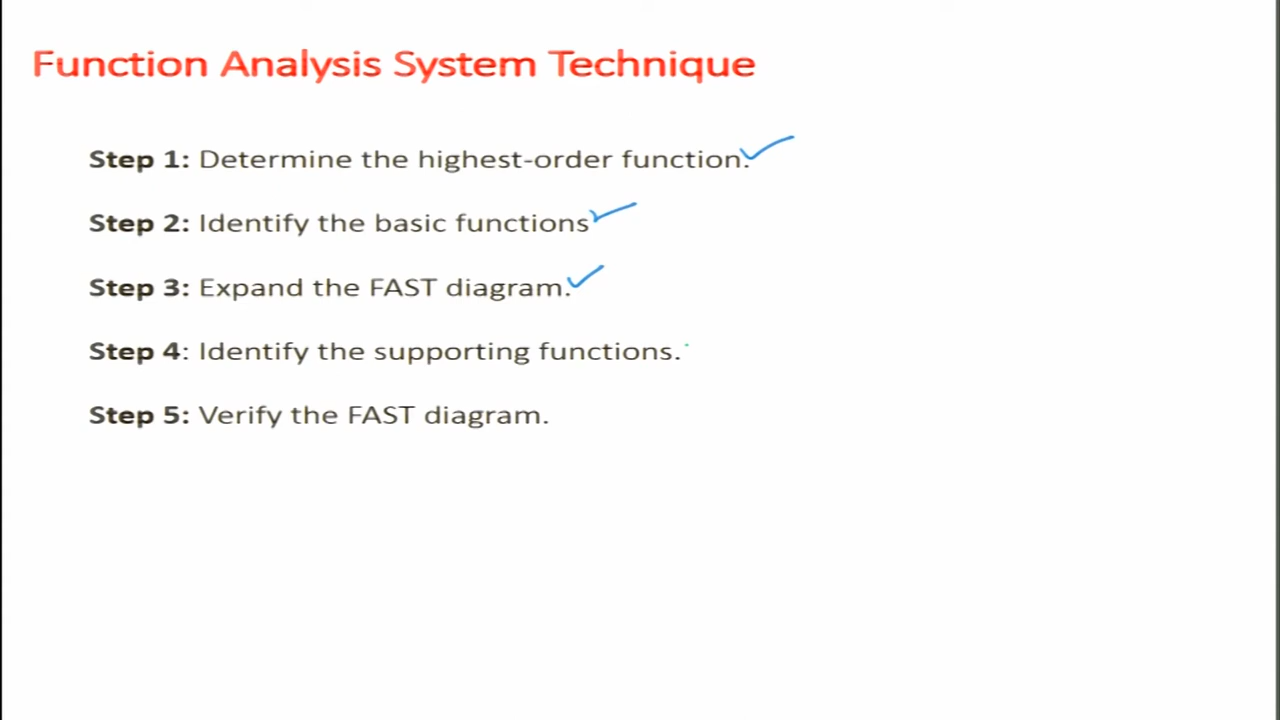 Function Analysis System Technique
Step 1: Determine the highest-order function.
Step 2: Identify the basic functions
Step 3: Expand the FAST diagram.
Step 4: Identify the supporting functions.
Step 5: Verify the FAST diagram.